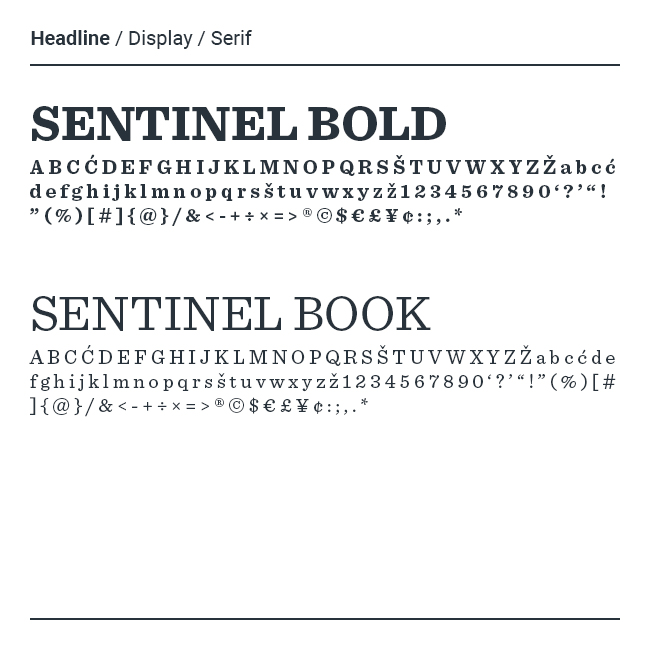 Headline / Display / Serif
SENTINEL BOLD
ABCĆDEFGHIJKLMNOPQRSŠTUVWXYZŽabcć
defghijklmnopqrsštuvwxyzž1234567890‘?’“!
”(%)[#]{@}/&<-+÷×=>®©$€£¥¢:;,.*
SENTINEL BOOK
ABCĆDEFGHIJKLMNOPQRSŠTUVWXYZŽabcćde
fghijklmnopqrsštuvwxyzž1234567890‘?’“!”(%)[#
]{@}/&<-+÷×=>®©$€£¥¢:;,.*